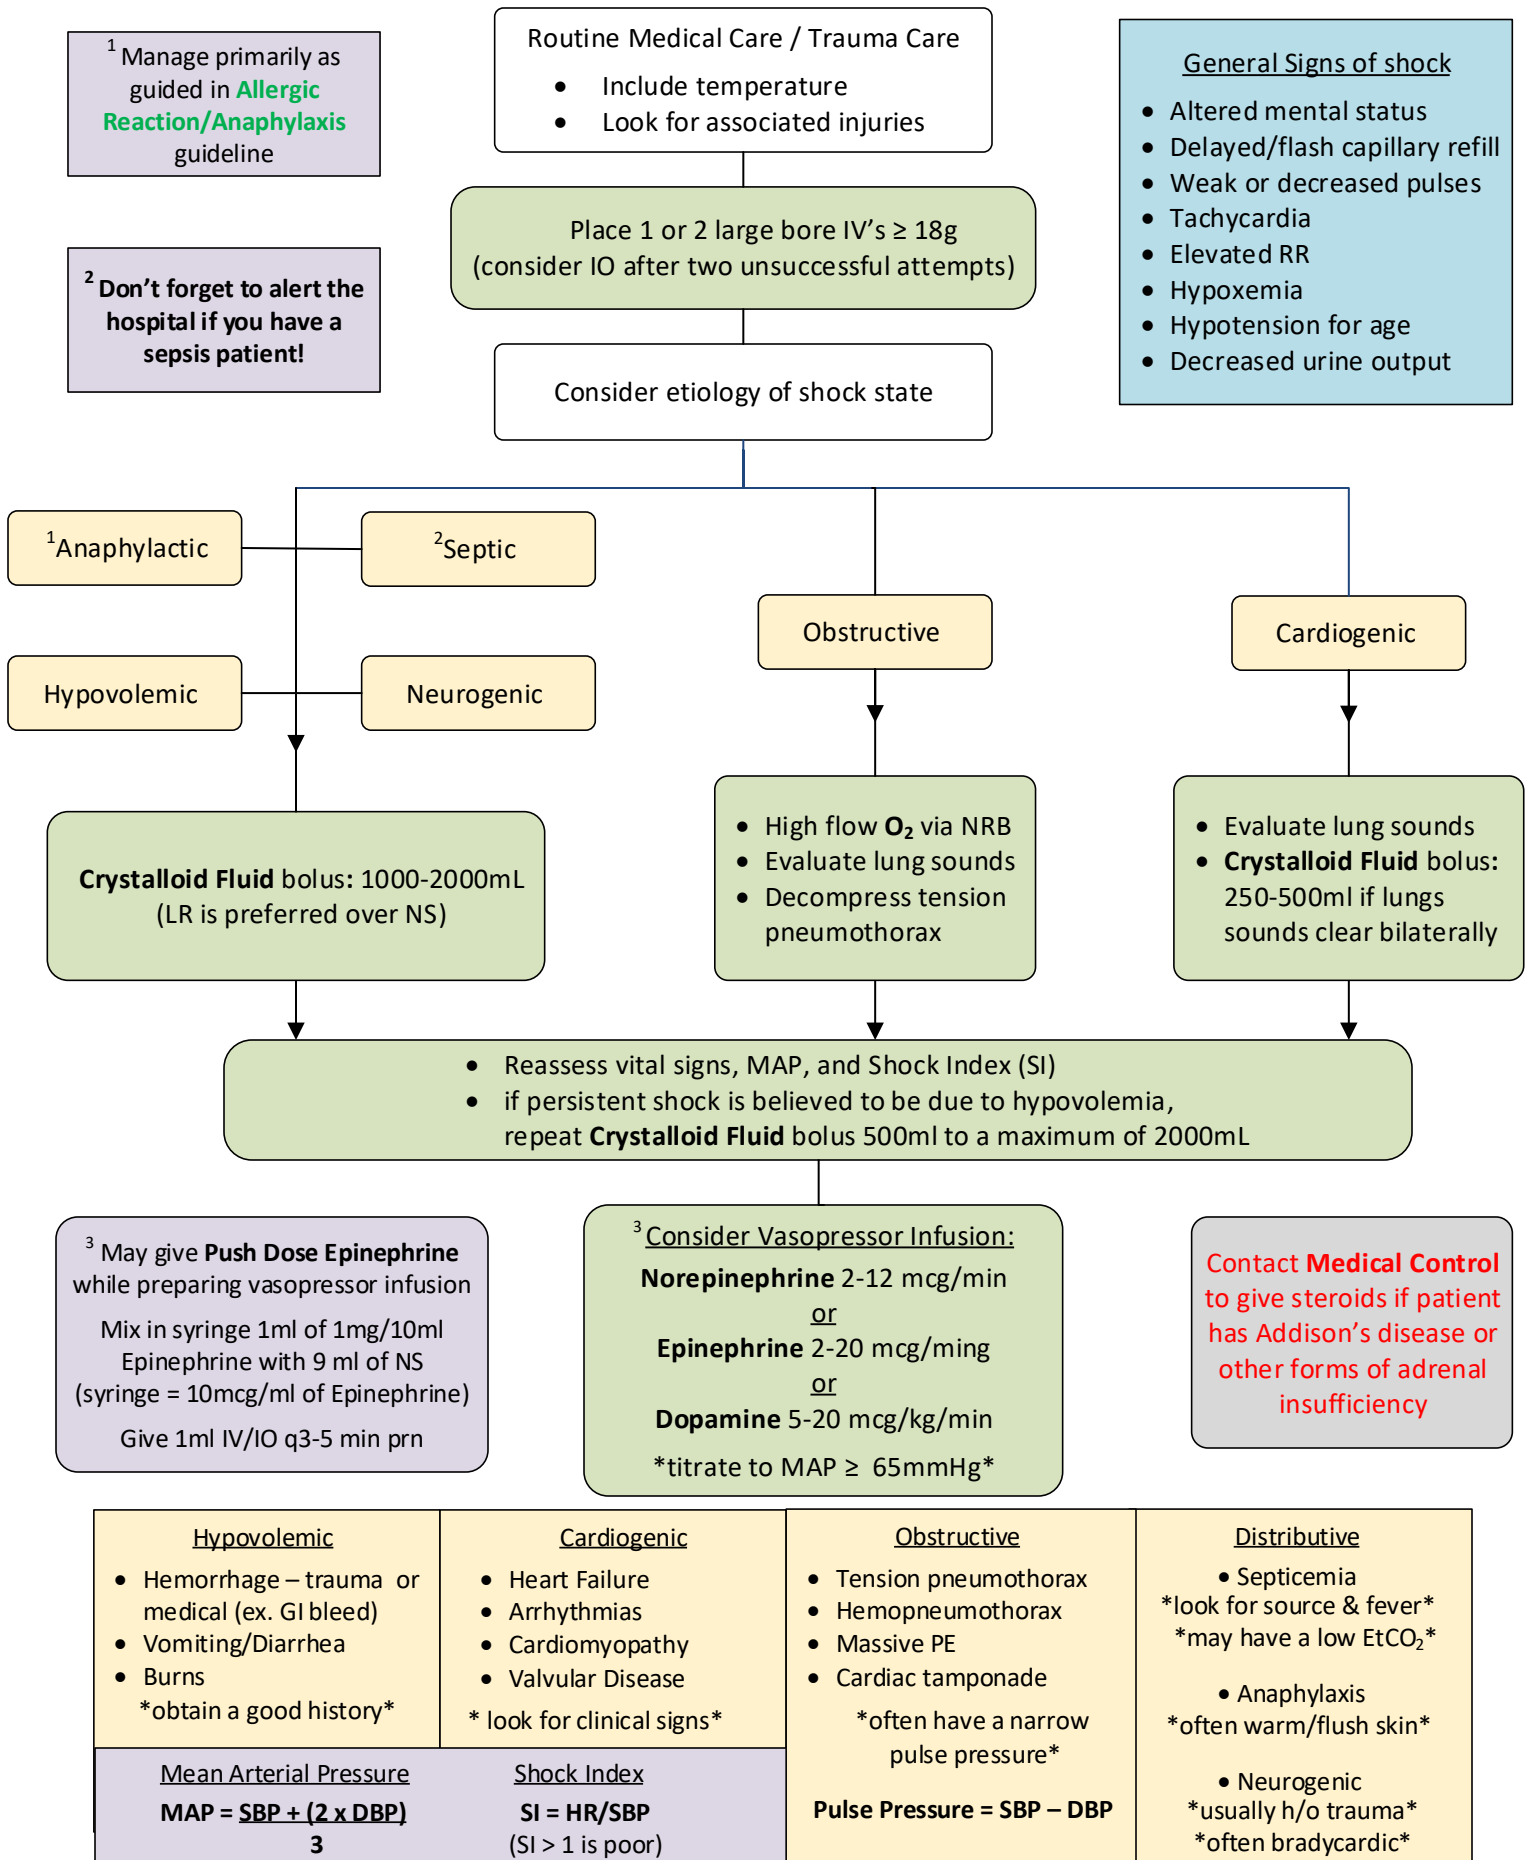 ¹ Manage primarily as
guided in Allergic
Reaction/Anaphylaxis
guideline
² Don't forget to alert the
hospital if you have a
sepsis patient!
Routine Medical Care / Trauma Care
• Include temperature
• Look for associated injuries
Place 1 or 2 large bore IV's ≥ 18g
(consider IO after two unsuccessful attempts)
Consider etiology of shock state
General Signs of shock
• Altered mental status
• Delayed/flash capillary refill
• Weak or decreased pulses
• Tachycardia
• Elevated RR
• Hypoxemia
• Hypotension for age
• Decreased urine output
¹Anaphylactic
²Septic
Hypovolemic
Neurogenic
Obstructive
Cardiogenic
Crystalloid Fluid bolus: 1000-2000mL
(LR is preferred over NS)
• High flow O₂ via NRB
• Evaluate lung sounds
• Decompress tension
pneumothorax
• Evaluate lung sounds
• Crystalloid Fluid bolus:
250-500ml if lungs
sounds clear bilaterally
• Reassess vital signs, MAP, and Shock Index (SI)
• if persistent shock is believed to be due to hypovolemia,
repeat Crystalloid Fluid bolus 500ml to a maximum of 2000mL
³ May give Push Dose Epinephrine
while preparing vasopressor infusion
Mix in syringe 1ml of 1mg/10ml
Epinephrine with 9 ml of NS
(syringe = 10mcg/ml of Epinephrine)
Give 1ml IV/IO q3-5 min prn
³ Consider Vasopressor Infusion:
Norepinephrine 2-12 mcg/min
or
Epinephrine 2-20 mcg/ming
or
Dopamine 5-20 mcg/kg/min
*titrate to MAP ≥ 65mmHg*
Contact Medical Control
to give steroids if patient
has Addison's disease or
other forms of adrenal
insufficiency
Hypovolemic
• Hemorrhage – trauma or
medical (ex. GI bleed)
• Vomiting/Diarrhea
• Burns
*obtain a good history*
Cardiogenic
• Heart Failure
• Arrhythmias
• Cardiomyopathy
• Valvular Disease
* look for clinical signs*
Obstructive
• Tension pneumothorax
• Hemopneumothorax
• Massive PE
• Cardiac tamponade
*often have a narrow
pulse pressure*
Pulse Pressure = SBP – DBP
Distributive
• Septicemia
*look for source & fever*
*may have a low EtCO₂*
• Anaphylaxis
*often warm/flush skin*
• Neurogenic
*usually h/o trauma*
*often bradycardic*
Mean Arterial Pressure
MAP = SBP + (2 x DBP)
3
Shock Index
SI = HR/SBP
(SI > 1 is poor)